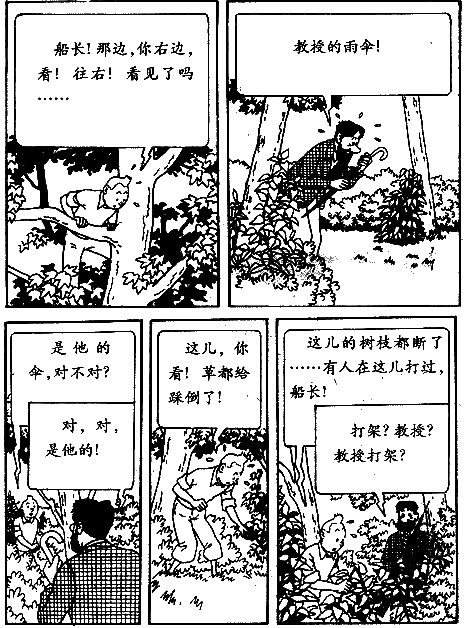 船长！那边，你右边，
看！ 往右！ 看见了吗
……
教授的雨伞！
是他的
伞，对不对？
对，对，
是他的！
这儿，你
看！草都给
踩倒了！
这儿的树枝都断了
……有人在这儿打过，
船长！
打架？教授？
教授打架？